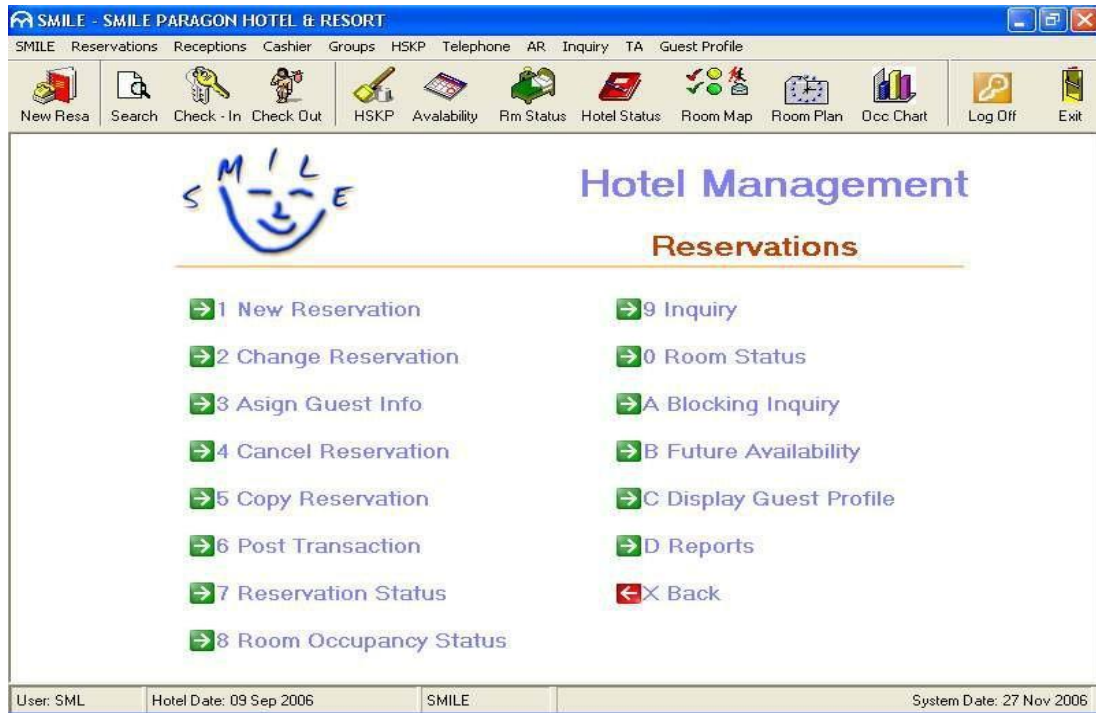 SMILE - SMILE PARAGON HOTEL & RESORT
SMILE Reservations Receptions Cashier Groups HSKP Telephone AR Inquiry TA Guest Profile
New Resa Search Check - In Check Out HSKP Avalability Rm Status Hotel Status Room Map Room Plan Occ Chart Log Off Exit
SMILE
Hotel Management
Reservations
1 New Reservation
2 Change Reservation
3 Asign Guest Info
4 Cancel Reservation
5 Copy Reservation
6 Post Transaction
7 Reservation Status
8 Room Occupancy Status
9 Inquiry
0 Room Status
A Blocking Inquiry
B Future Availability
C Display Guest Profile
D Reports
X Back
User: SML Hotel Date: 09 Sep 2006 SMILE System Date: 27 Nov 2006